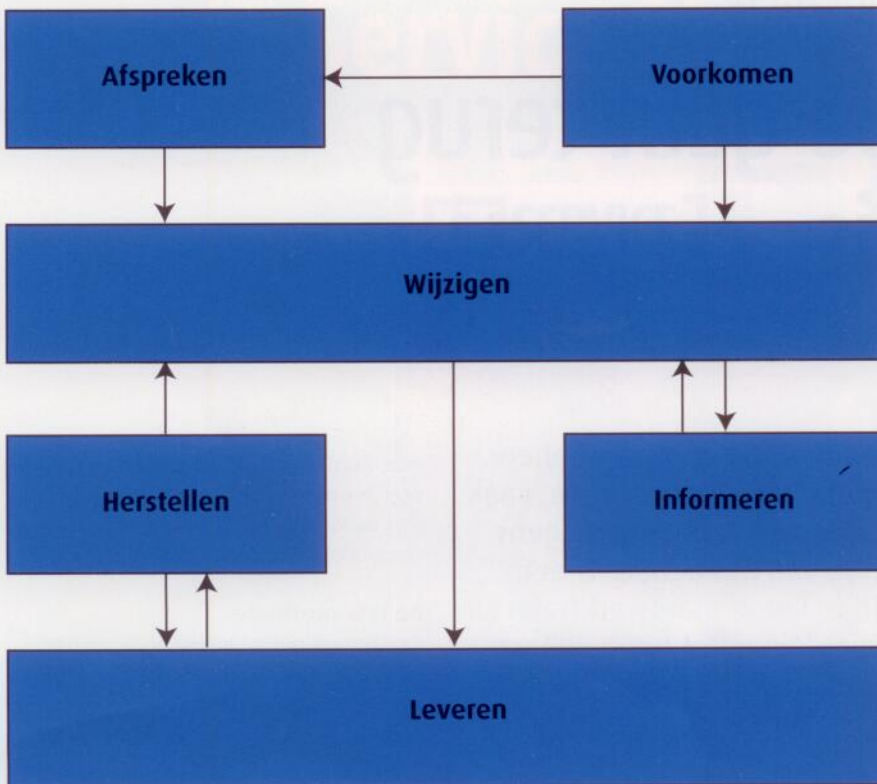 Afspreken
Voorkomen
Wijzigen
Herstellen
Informeren
Leveren